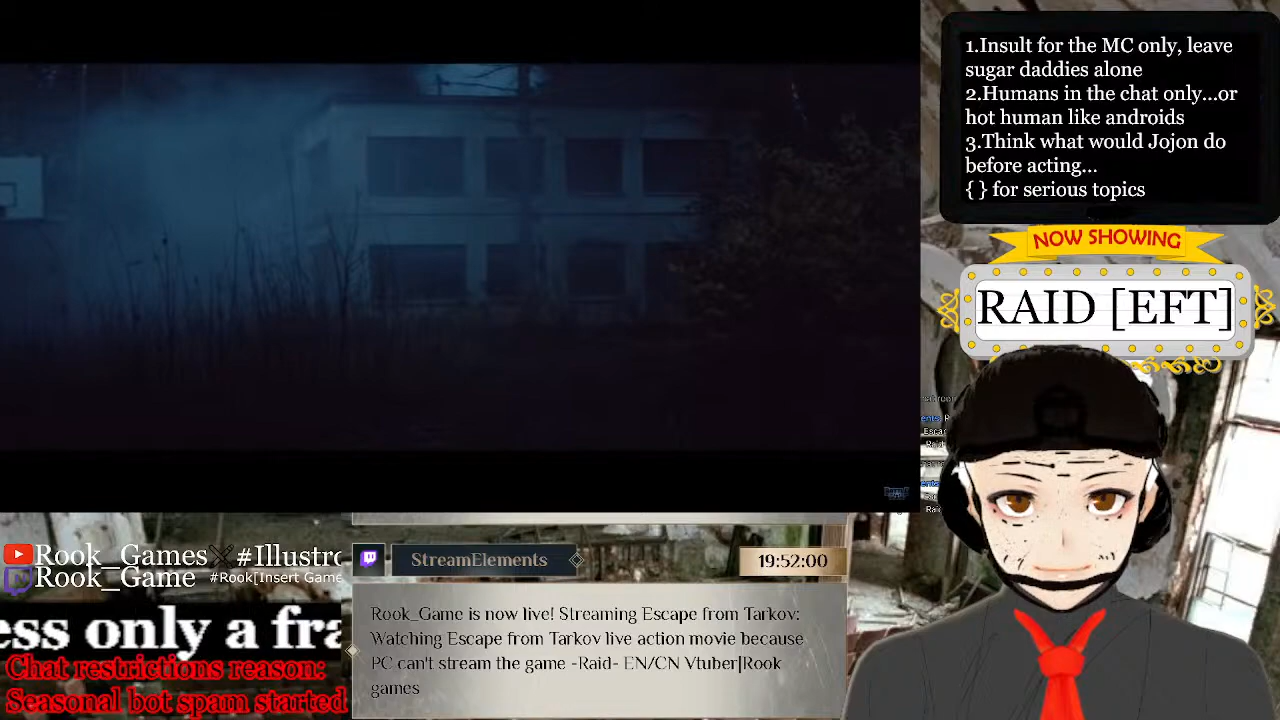 1.Insult for the MC only, leave
sugar daddies alone
2.Humans in the chat only...or
hot human like androids
3.Think what would Jojon do
before acting...
{ } for serious topics
NOW SHOWING
RAID [EFT]
Rook_Games
#Illustr
Rook_Game
#Rook[Insert Game
ess only a fra
Chat restrictions reason:
Seasonal bot spam started
StreamElements
19:52:00
Rook_Game is now live! Streaming Escape from Tarkov:
Watching Escape from Tarkov live action movie because
PC can't stream the game -Raid- EN/CN Vtuber|Rook
games